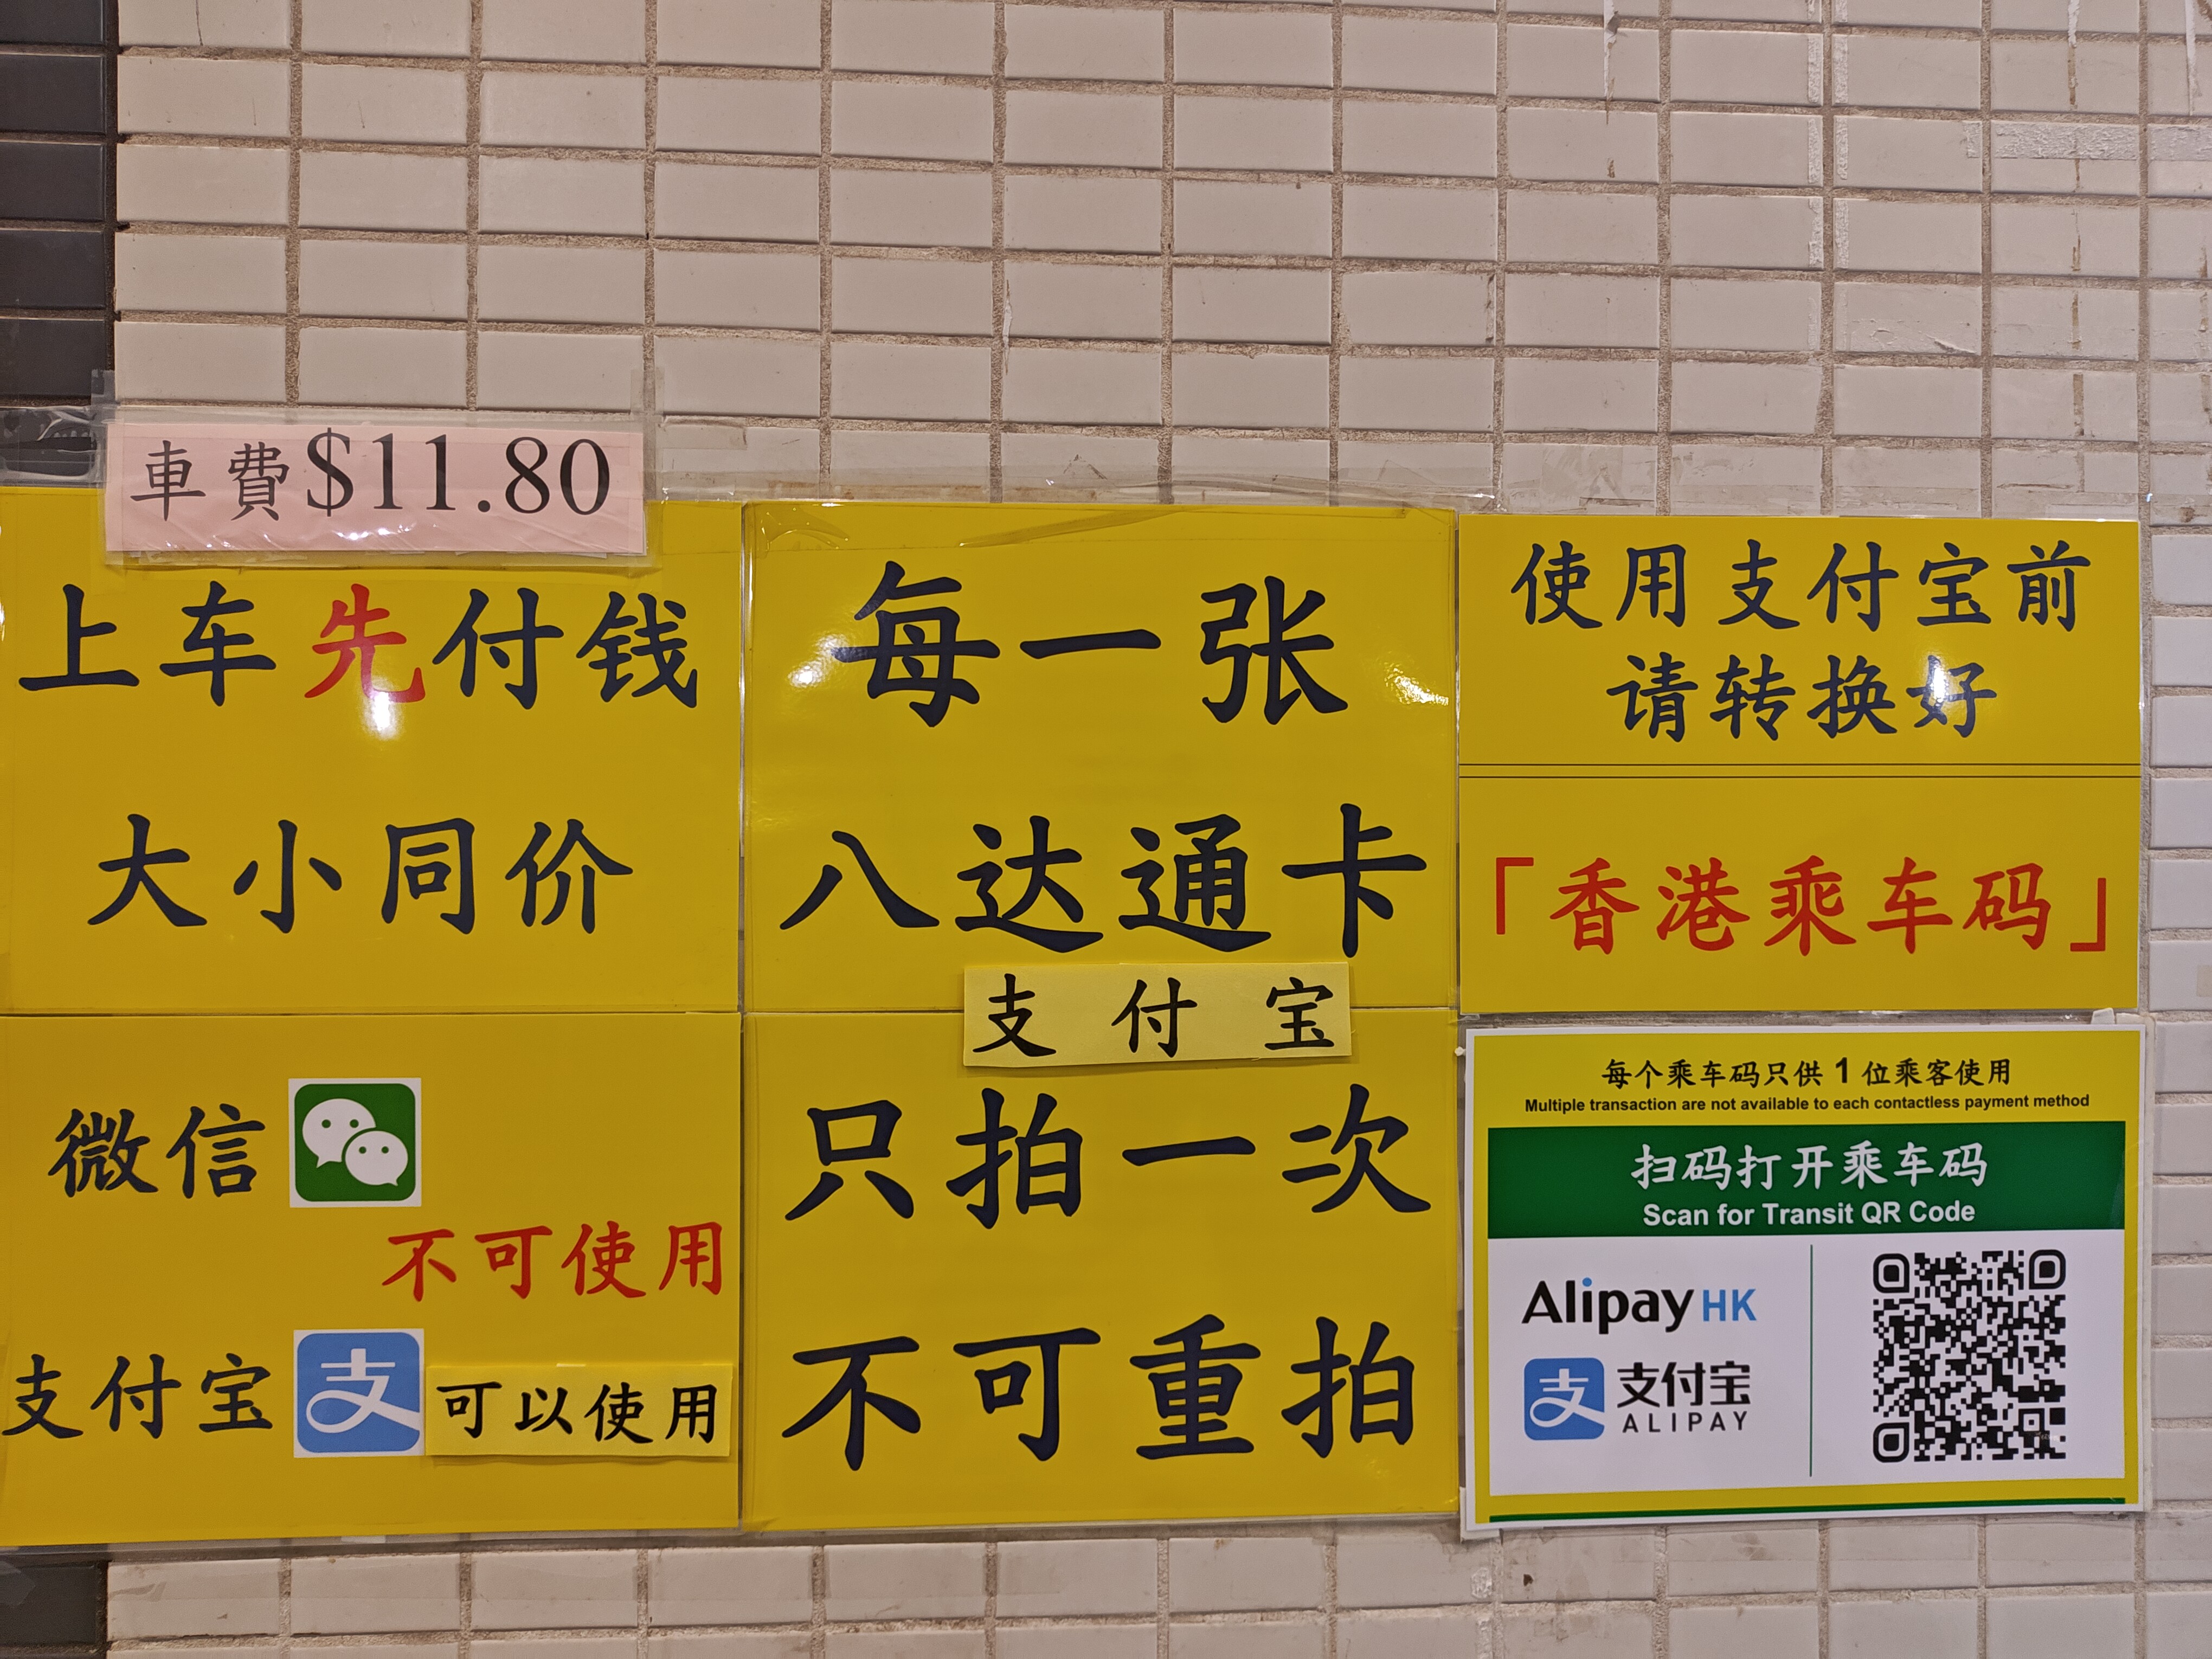 車費$11.80
上车先付钱
大小同价
微信
不可使用
支付宝 支 可以使用
每一张
八达通卡
支付宝
只拍一次
不可重拍
使用支付宝前
请转换好
「香港乘车码」
每个乘车码只供 1 位乘客使用
Multiple transaction are not available to each contactless payment method
扫码打开乘车码
Scan for Transit QR Code
Alipay HK
支 支付宝
ALIPAY